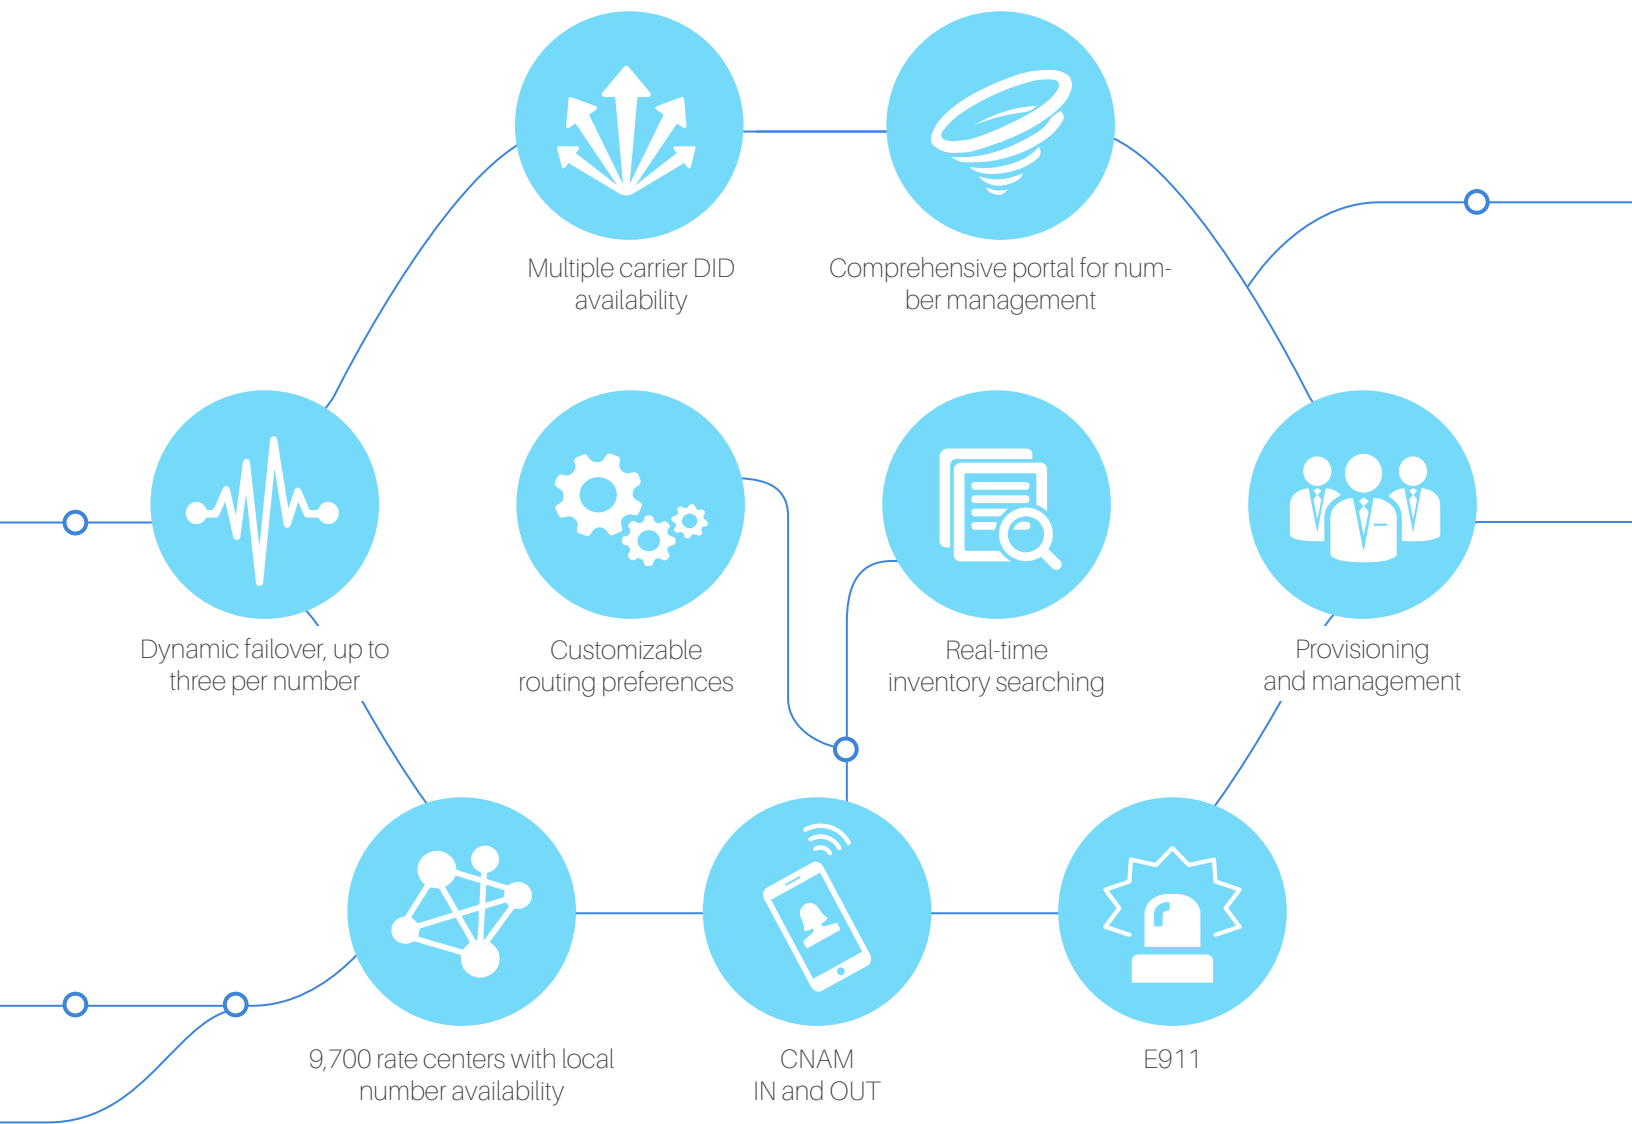 Multiple carrier DID
availability
Comprehensive portal for num-
ber management
Dynamic failover, up to
three per number
Customizable
routing preferences
Real-time
inventory searching
Provisioning
and management
9,700 rate centers with local
number availability
CNAM
IN and OUT
E911